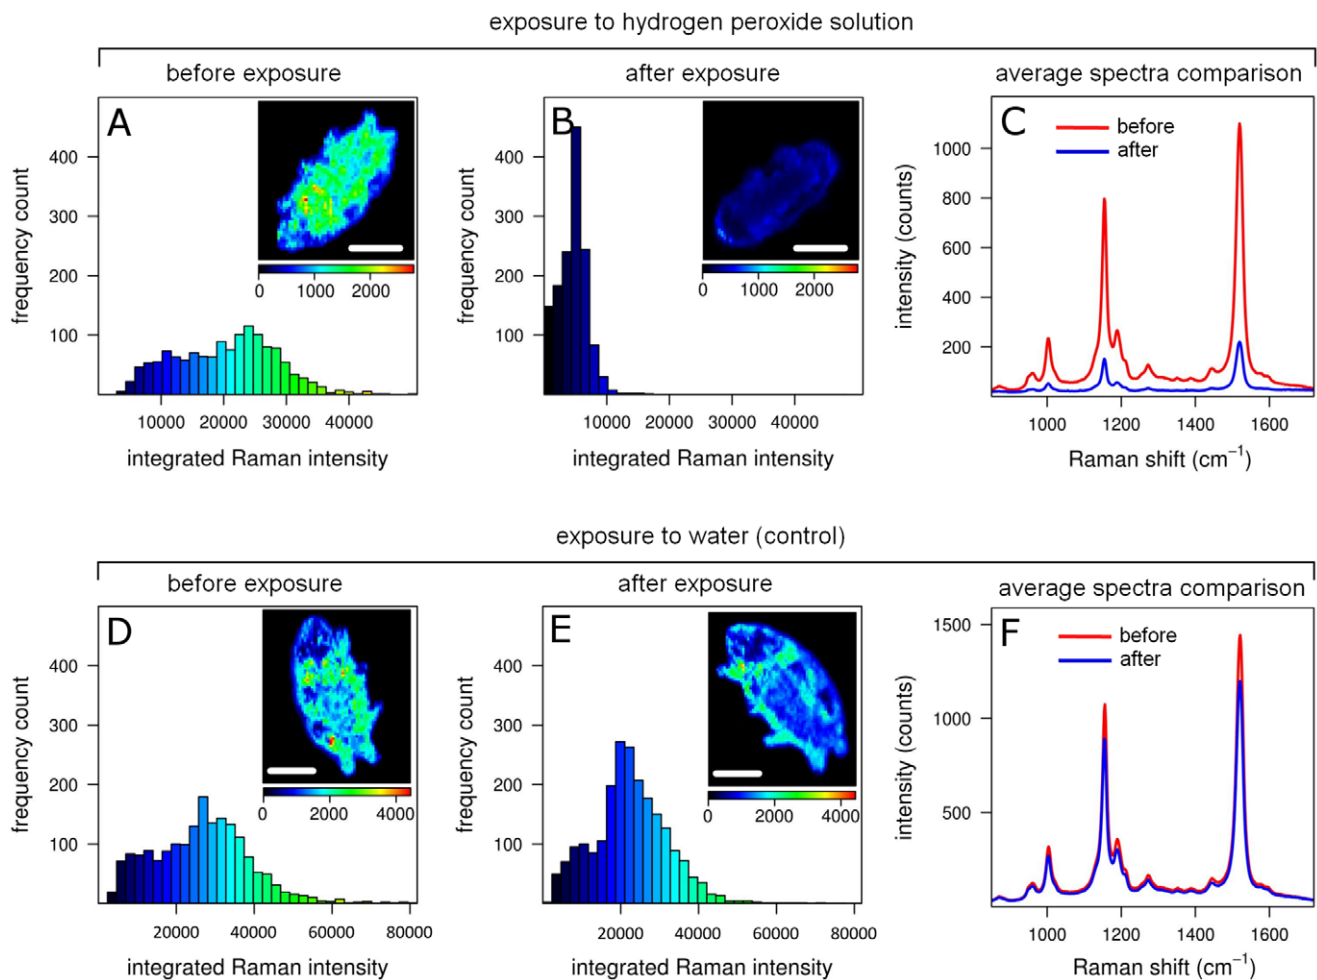 exposure to hydrogen peroxide solution
before exposure
after exposure
average spectra comparison
A
frequency count
400
300
200
100
0 1000 2000
10000 20000 30000 40000
integrated Raman intensity
B
frequency count
400
300
200
100
0 1000 2000
10000 20000 30000 40000
integrated Raman intensity
C
before
after
intensity (counts)
1000
800
600
400
200
1000 1200 1400 1600
Raman shift (cm⁻¹)
exposure to water (control)
before exposure
after exposure
average spectra comparison
D
frequency count
400
300
200
100
0 2000 4000
20000 40000 60000 80000
integrated Raman intensity
E
frequency count
400
300
200
100
0 2000 4000
20000 40000 60000 80000
integrated Raman intensity
F
before
after
intensity (counts)
1500
1000
500
1000 1200 1400 1600
Raman shift (cm⁻¹)